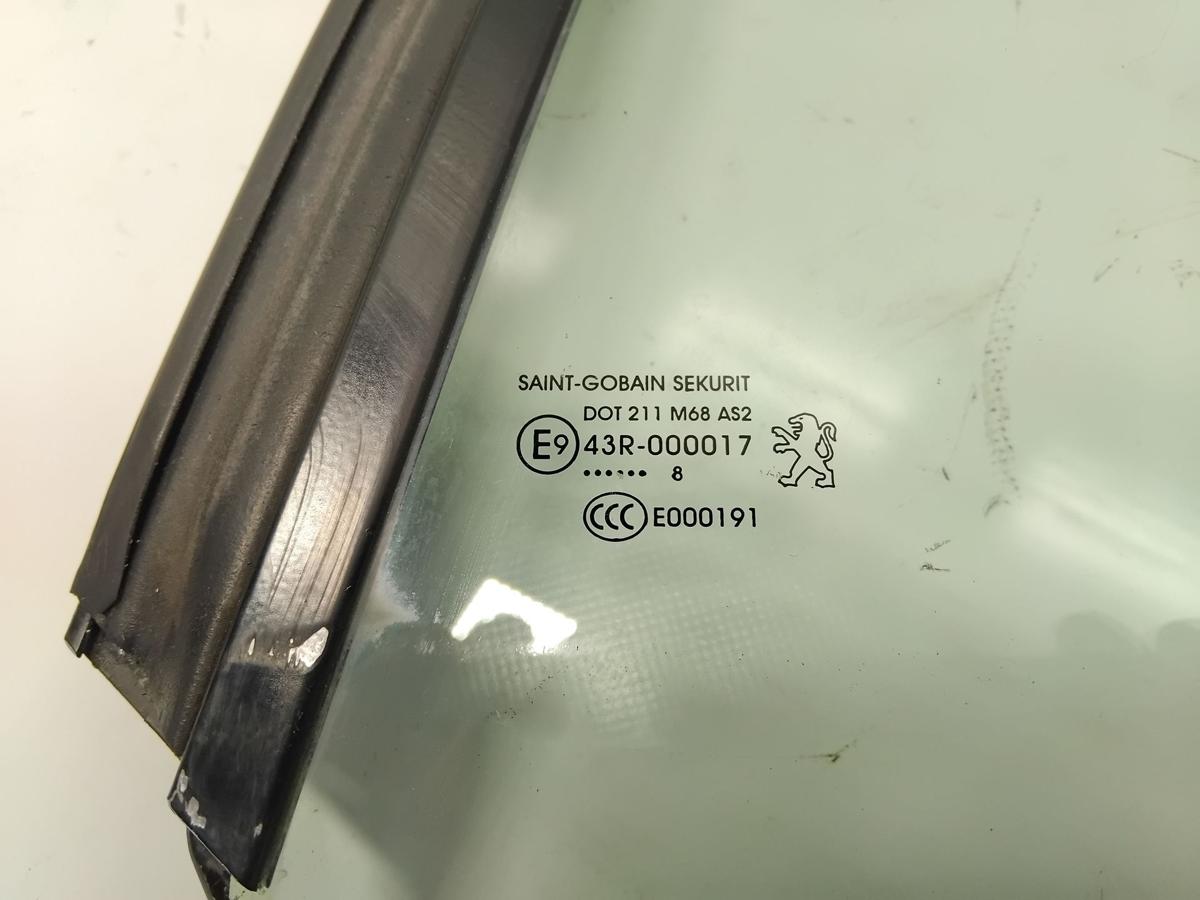 SAINT-GOBAIN SEKURIT
DOT 211 M68 AS2
E9 43R-000017
•••••• 8
CCC E000191